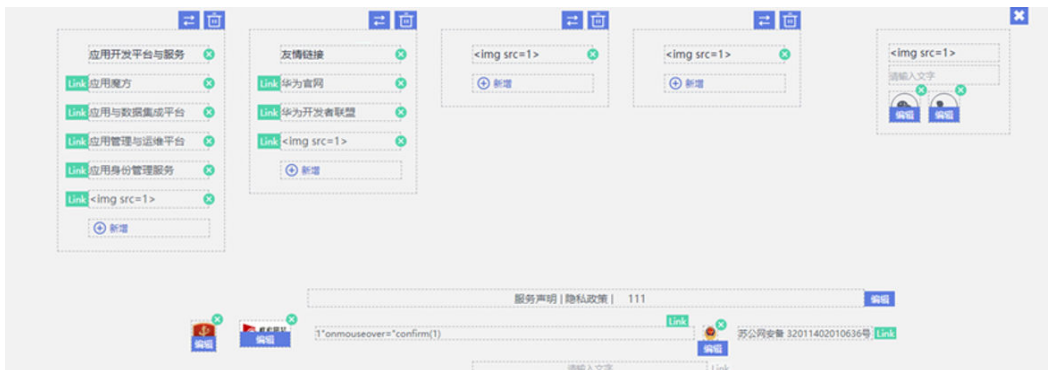 应用开发平台与服务
Link 应用魔方
Link 应用与数据集成平台
Link 应用管理与运维平台
Link 应用身份管理服务
Link <img src=1>
新增
友情链接
Link 华为官网
Link 华为开发者联盟
Link <img src=1>
新增
<img src=1>
新增
<img src=1>
新增
<img src=1>
请输入文字
编辑 编辑
服务声明 | 隐私政策 | 111 编辑
编辑
编辑
1"onmouseover="confirm(1)
Link
编辑
苏公网安备 32011402010636号 Link
请输入文字 Link